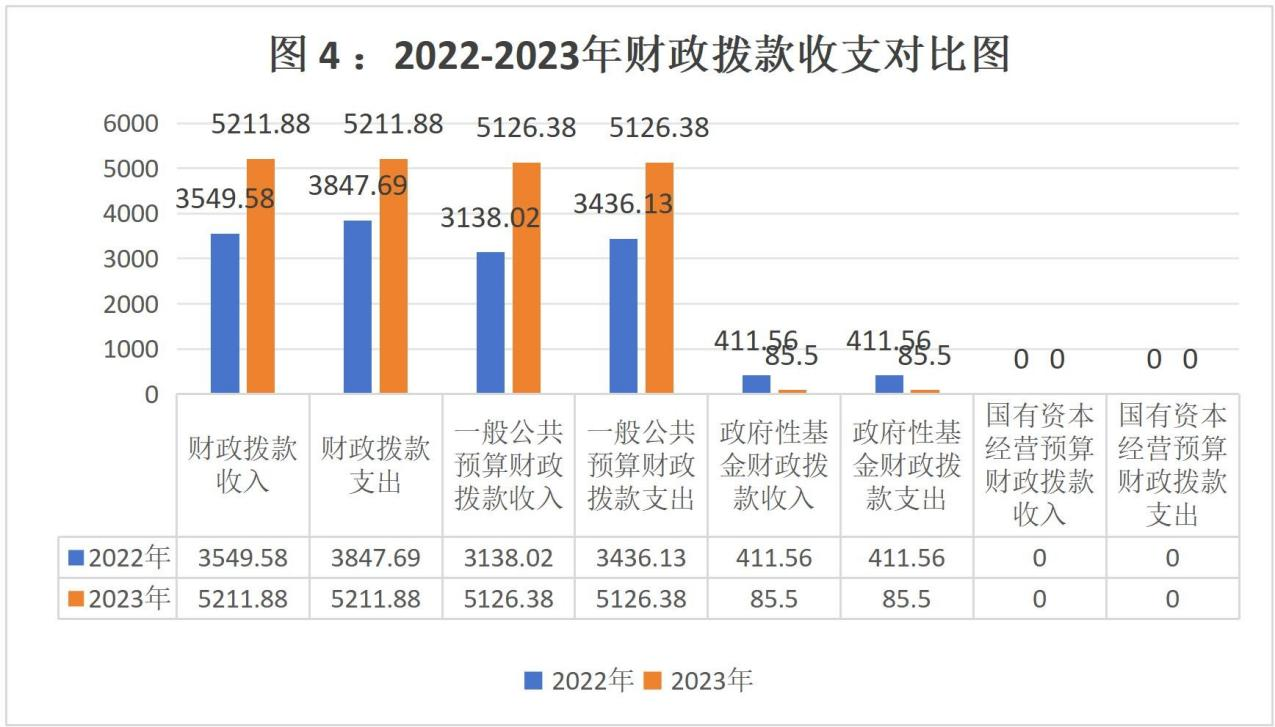 图 4 ：2022-2023年财政拨款收支对比图
6000
5000
4000
3000
2000
1000
0
5211.88
5211.88
5126.38
5126.38
3549.58
3847.69
3138.02
3436.13
411.56
85.5
411.56
85.5
0 0
0 0
财政拨款
收入
财政拨款
支出
一般公共
预算财政
拨款收入
一般公共
预算财政
拨款支出
政府性基
金财政拨
款收入
政府性基
金财政拨
款支出
国有资本
经营预算
财政拨款
收入
国有资本
经营预算
财政拨款
支出
2022年 3549.58 3847.69 3138.02 3436.13 411.56 411.56 0 0
2023年 5211.88 5211.88 5126.38 5126.38 85.5 85.5 0 0
2022年 2023年